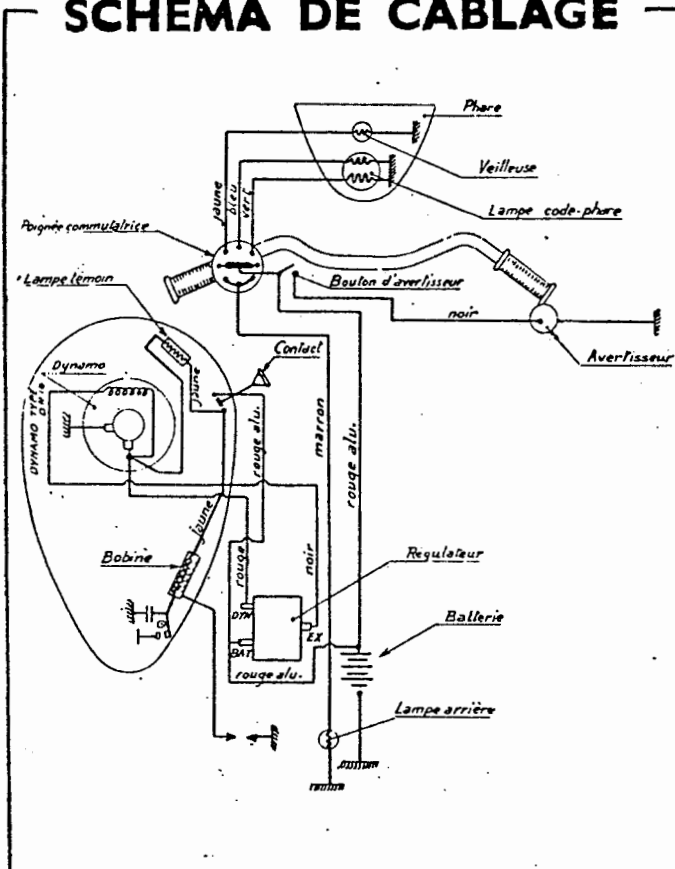 SCHEMA DE CABLAGE
Phare
Veilleuse
Lampe code-phare
jaune
bleu
vert
Poignée commutatrice
Lampe témoin
Bouton d'avertisseur
noir
Avertisseur
Contact
Dynamo
jaune
rouge alu.
marron
rouge alu.
jaune
Bobine
rouge
noir
Régulateur
DYN
EX
BAT
rouge alu.
Batterie
Lampe arrière